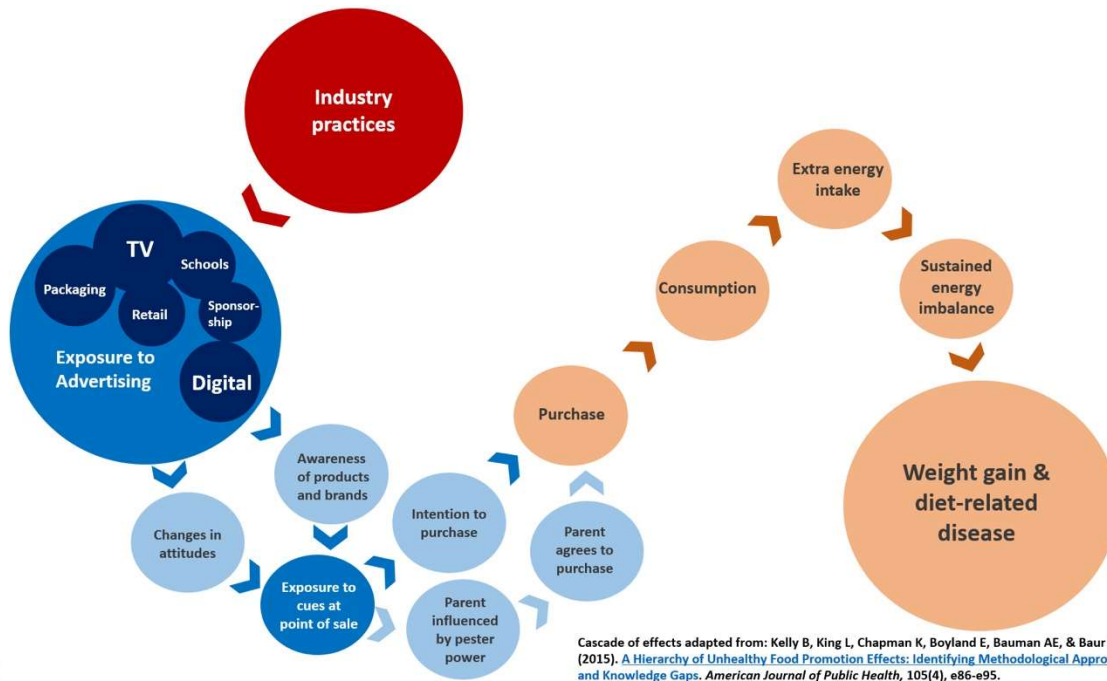 Industry
practices
TV
Schools
Packaging
Retail
Sponsor-
ship
Exposure to
Advertising
Digital
Awareness
of products
and brands
Changes in
attitudes
Exposure to
cues at
point of sale
Intention to
purchase
Parent
influenced
by pester
power
Parent
agrees to
purchase
Purchase
Consumption
Extra energy
intake
Sustained
energy
imbalance
Weight gain &
diet-related
disease
Cascade of effects adapted from: Kelly B, King L, Chapman K, Boyland E, Bauman AE, & Baur
(2015). A Hierarchy of Unhealthy Food Promotion Effects: Identifying Methodological Appro
and Knowledge Gaps. American Journal of Public Health, 105(4), e86-e95.